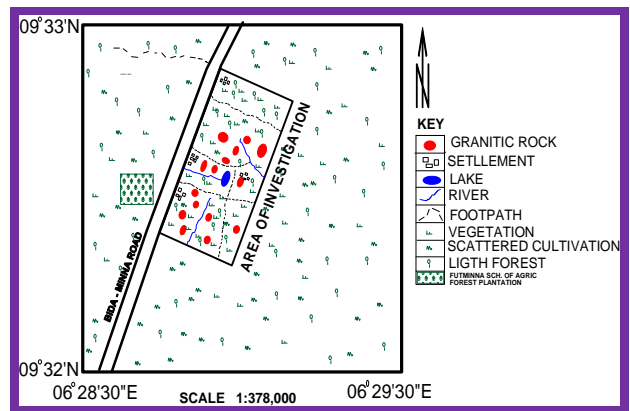 09°33'N
AREA OF INVESTIGATION
BIDA - MINNA ROAD
N
KEY
GRANITIC ROCK
SETLLEMENT
LAKE
RIVER
FOOTPATH
VEGETATION
SCATTERED CULTIVATION
LIGTH FOREST
FUTMINNA SCH. OF AGRIC
FOREST PLANTATION
09°32'N
06°28'30"E
06°29'30"E
SCALE 1:378,000